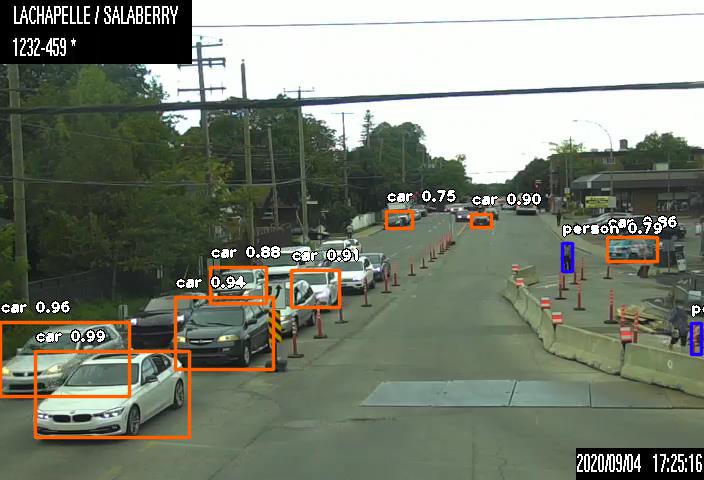 LACHAPELLE / SALABERRY
1232-459 *
car 0.75
car 0.90
car 0.88
car 0.91
person 0.79
car 0.94
car 0.96
car 0.99
2020/09/04 17:25:16